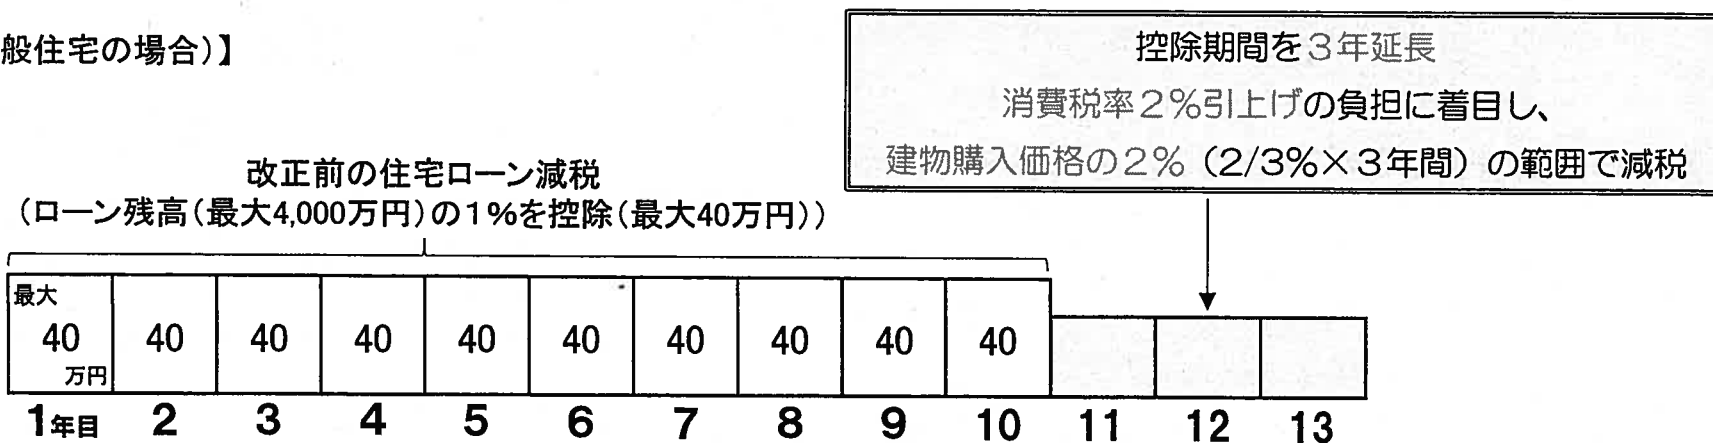 般住宅の場合)】
控除期間を３年延長
消費税率２％引上げの負担に着目し、
建物購入価格の２％（2/3%×３年間）の範囲で減税
改正前の住宅ローン減税
（ローン残高（最大4,000万円）の１％を控除（最大40万円））
最大
40 40 40 40 40 40 40 40 40 40
万円
1年目 2 3 4 5 6 7 8 9 10 11 12 13